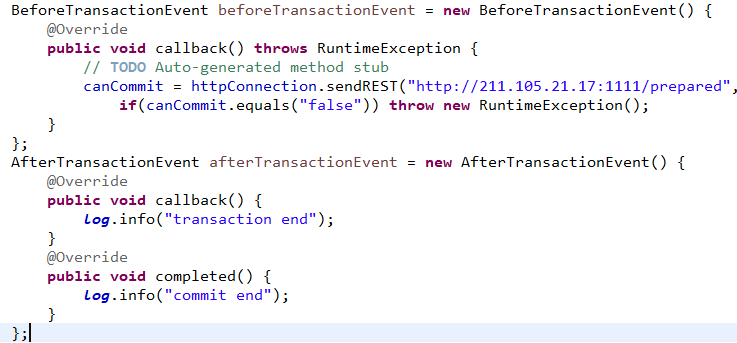 BeforeTransactionEvent beforeTransactionEvent = new BeforeTransactionEvent() {
    @Override
    public void callback() throws RuntimeException {
        // TODO Auto-generated method stub
        canCommit = httpConnection.sendREST("http://211.105.21.17:1111/prepared",
            if(canCommit.equals("false")) throw new RuntimeException();
    }
};
AfterTransactionEvent afterTransactionEvent = new AfterTransactionEvent() {
    @Override
    public void callback() {
        log.info("transaction end");
    }
    @Override
    public void completed() {
        log.info("commit end");
    }
};